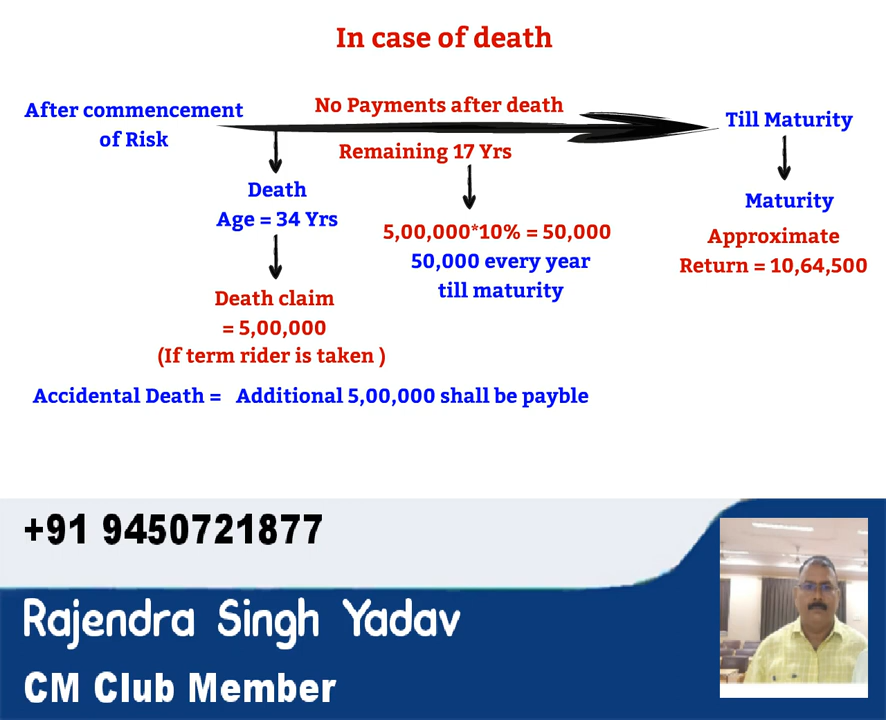 In case of death
After commencement
of Risk
No Payments after death
Till Maturity
Remaining 17 Yrs
Death
Age = 34 Yrs
Death claim
= 5,00,000
(If term rider is taken )
5,00,000*10% = 50,000
50,000 every year
till maturity
Maturity
Approximate
Return = 10,64,500
Accidental Death = Additional 5,00,000 shall be payble
+91 9450721877
Rajendra Singh Yadav
CM Club Member